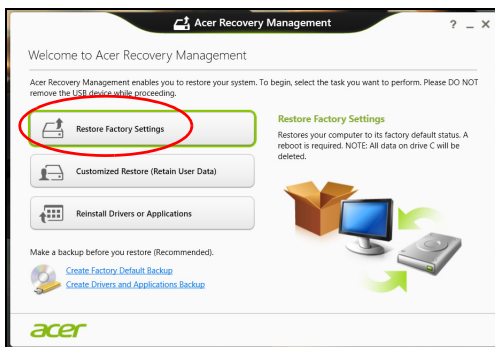 Acer Recovery Management
? _ ×
Welcome to Acer Recovery Management
Acer Recovery Management enables you to restore your system. To begin, select the task you want to perform. Please DO NOT
remove the USB device while proceeding.
Restore Factory Settings
Customized Restore (Retain User Data)
Reinstall Drivers or Applications
Restore Factory Settings
Restores your computer to its factory default status. A
reboot is required. NOTE: All data on drive C will be
deleted.
Make a backup before you restore (Recommended).
Create Factory Default Backup
Create Drivers and Applications Backup
acer